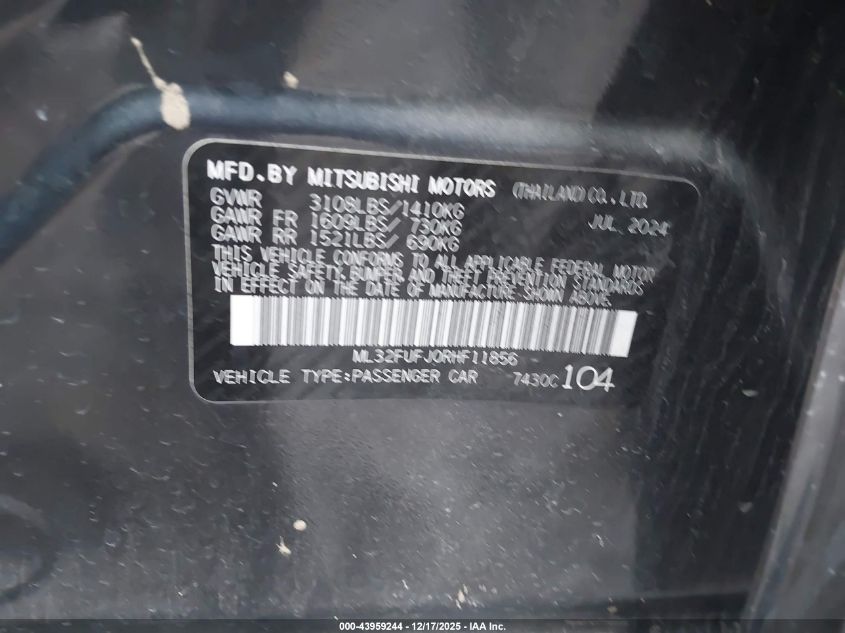 MFD.BY MITSUBISHI MOTORS (THAILAND) CO., LTD.
GVWR 3108LBS/1410KG JUL. 2024
GAWR FR 1609LBS/ 730KG
GAWR RR 1521LBS/ 690KG
THIS VEHICLE CONFORMS TO ALL APPLICABLE FEDERAL MOTOR
VEHICLE SAFETY,BUMPER,AND THEFT PREVENTION STANDARDS
IN EFFECT ON THE DATE OF MANUFACTURE SHOWN ABOVE.
ML32FUFJ0RHF11856
VEHICLE TYPE:PASSENGER CAR 7430C 104
000-43959244 - 12/17/2025 - IAA Inc.